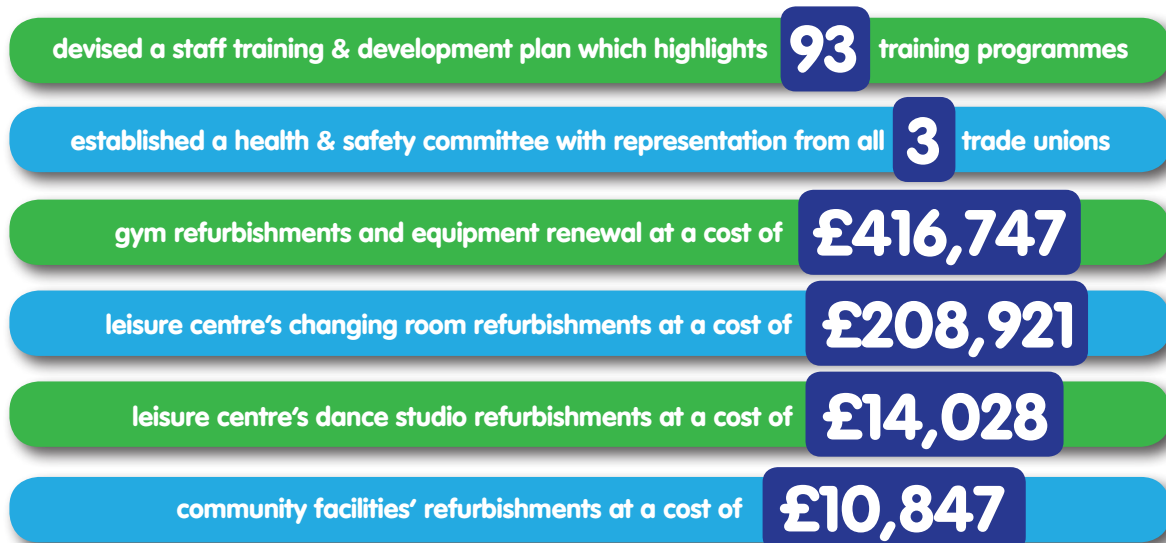 devised a staff training & development plan which highlights 93 training programmes
established a health & safety committee with representation from all 3 trade unions
gym refurbishments and equipment renewal at a cost of £416,747
leisure centre's changing room refurbishments at a cost of £208,921
leisure centre's dance studio refurbishments at a cost of £14,028
community facilities' refurbishments at a cost of £10,847